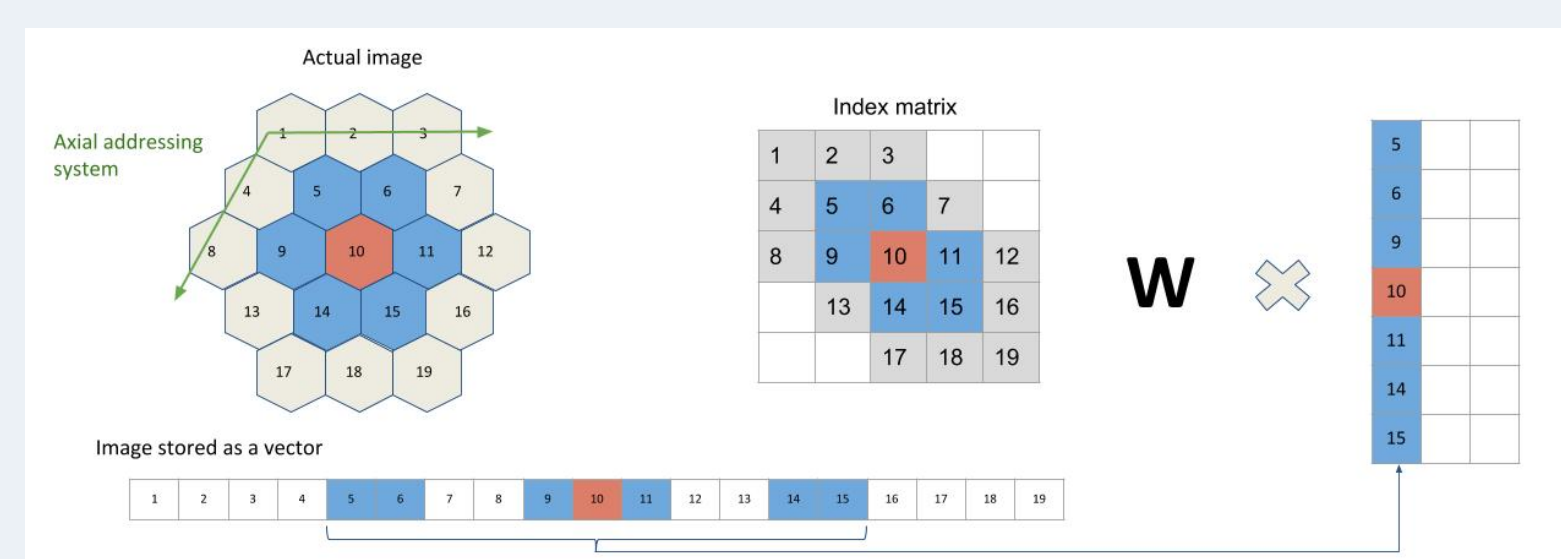 Actual image
Axial addressing
system
1 2 3
4 5 6 7
8 9 10 11 12
13 14 15 16
17 18 19
Index matrix
1 2 3
4 5 6 7
8 9 10 11 12
13 14 15 16
17 18 19
W
5
6
9
10
11
14
15
Image stored as a vector
1 2 3 4 5 6 7 8 9 10 11 12 13 14 15 16 17 18 19